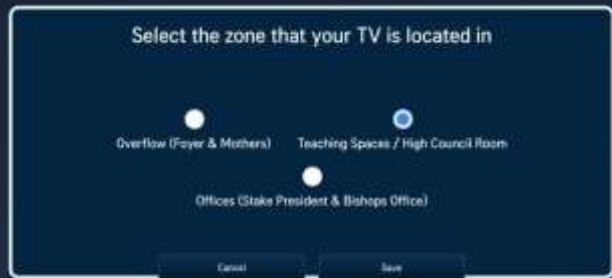 Select the zone that your TV is located in
Overflow (Foyer & Mothers)
Teaching Spaces / High Council Room
Offices (Stake President & Bishops Office)
Cancel
Save